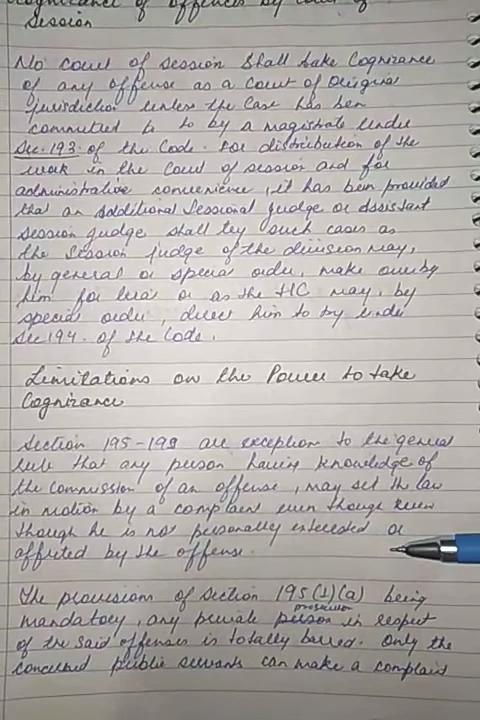 Cognizance of offences by Court of
Session
No court of session shall take Cognizance
of any offense as a Court of Original
jurisdiction unless the case has ben
committed to to by a magistrate under
Sec. 193 of the Code. For distribution of the
work in the Court of session and for
administrative convenience, it has been provided
that an additional Sessional judge or assistant
session judge shall try such cases as
the session judge of the division may,
by general or special order, make over by
him for trial or as the HC may, by
special order, direct him to try under
Sec 194. of the Code.
Limitations on the Power to take
Cognizance
Section 195-199 are exception to the general
rule that any person having knowledge of
the commission of an offense, may set the law
in motion by a complaint even though
though he is not personally interested or
affected by the offense.
The provisions of Section 195(1)(a) being
mandatory, any private person prosecution in respect
of the said offenses is totally barred. Only the
concerned public servants can make a complaint